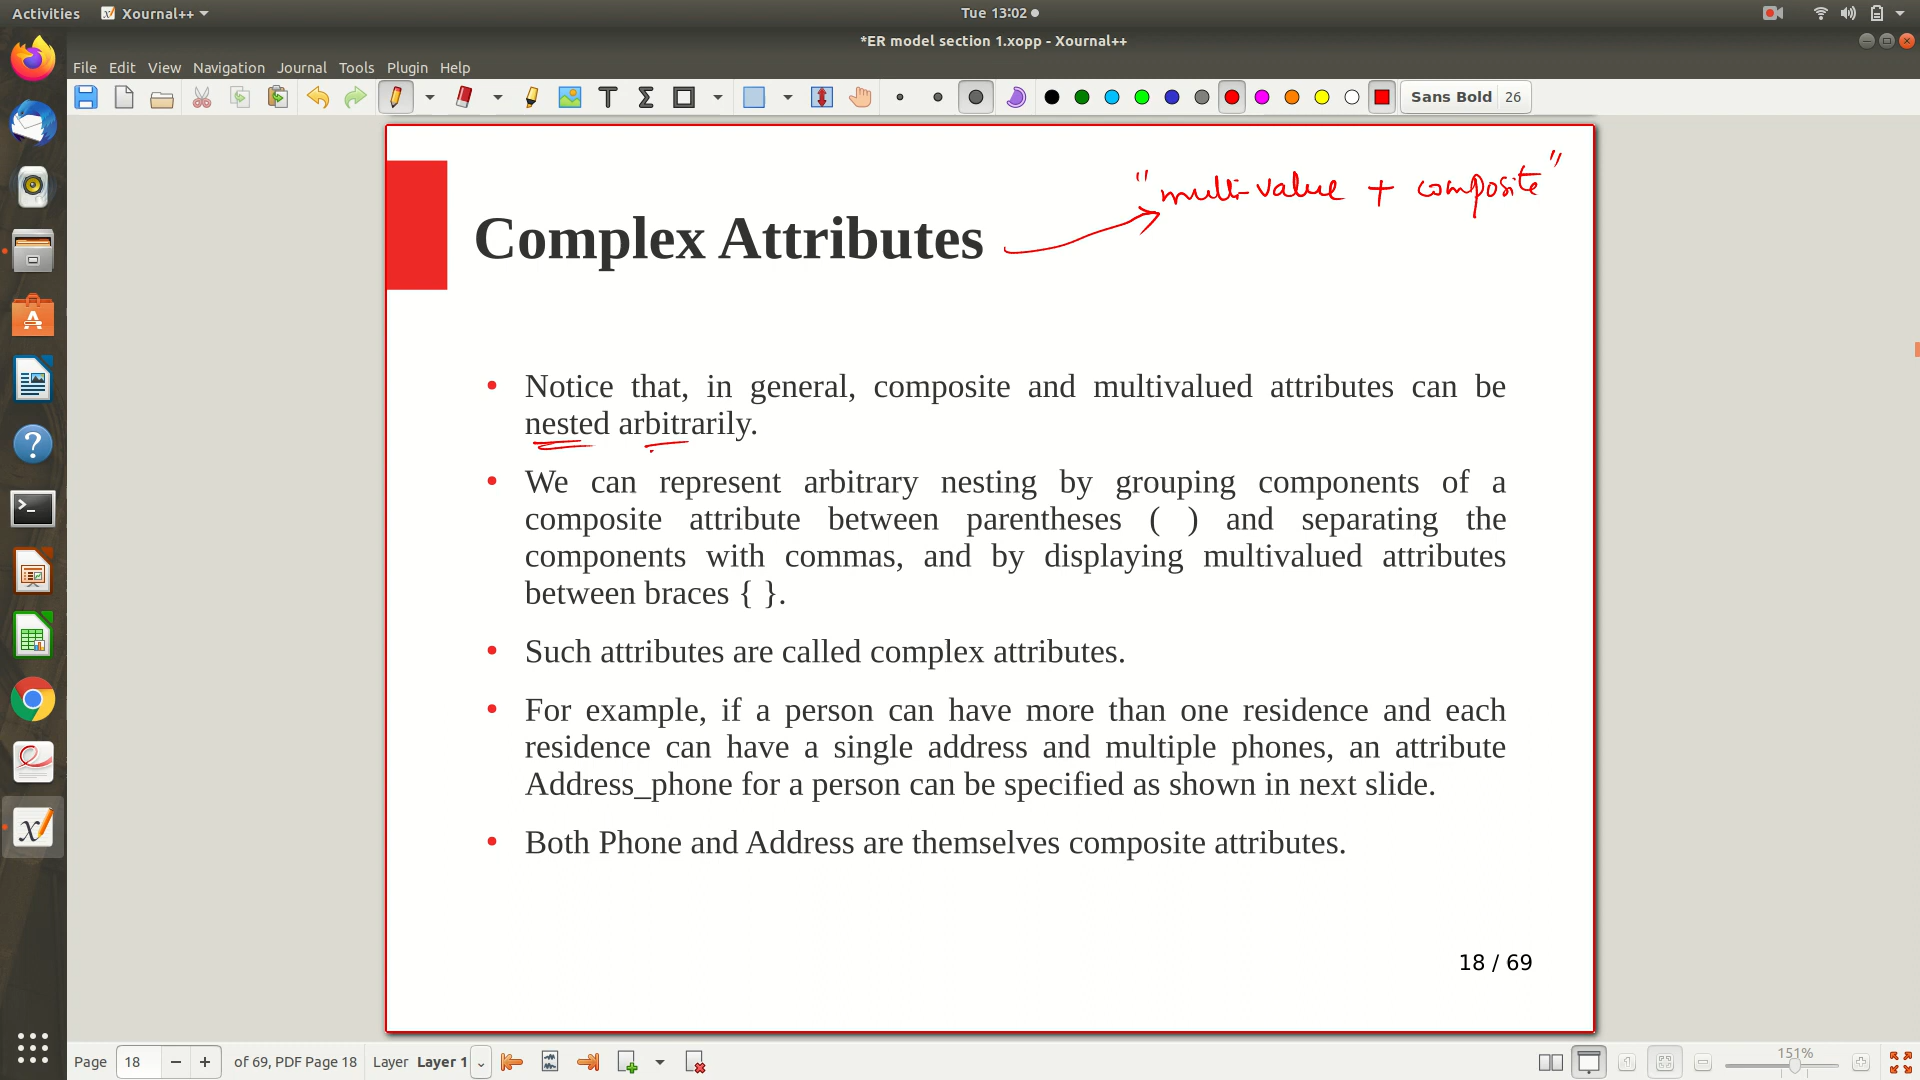 Activities Xournal++ Tue 13:02
*ER model section 1.xopp - Xournal++
File Edit View Navigation Journal Tools Plugin Help
Sans Bold 26
"multi-value + composite"
Complex Attributes
• Notice that, in general, composite and multivalued attributes can be
nested arbitrarily.
• We can represent arbitrary nesting by grouping components of a
composite attribute between parentheses ( ) and separating the
components with commas, and by displaying multivalued attributes
between braces { }.
• Such attributes are called complex attributes.
• For example, if a person can have more than one residence and each
residence can have a single address and multiple phones, an attribute
Address_phone for a person can be specified as shown in next slide.
• Both Phone and Address are themselves composite attributes.
18 / 69
Page 18 − + of 69, PDF Page 18 Layer Layer 1 151%